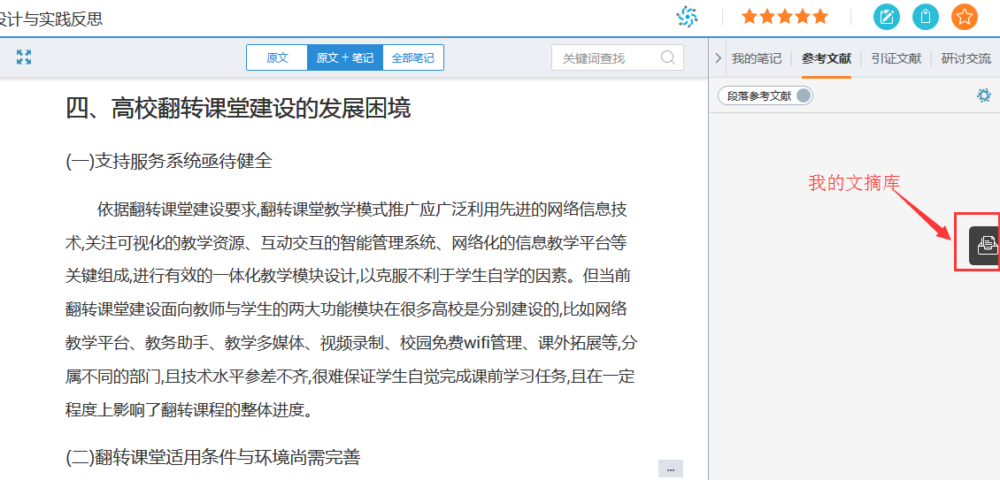 设计与实践反思
原文
原文 + 笔记
全部笔记
关键词查找
我的笔记
参考文献
引证文献
研讨交流
段落参考文献
四、高校翻转课堂建设的发展困境
(一)支持服务系统亟待健全
依据翻转课堂建设要求,翻转课堂教学模式推广应广泛利用先进的网络信息技
术,关注可视化的教学资源、互动交互的智能管理系统、网络化的信息教学平台等
关键组成,进行有效的一体化教学模块设计,以克服不利于学生自学的因素。但当前
翻转课堂建设面向教师与学生的两大功能模块在很多高校是分别建设的,比如网络
教学平台、教务助手、教学多媒体、视频录制、校园免费wifi管理、课外拓展等,分
属不同的部门,且技术水平参差不齐,很难保证学生自觉完成课前学习任务,且在一定
程度上影响了翻转课程的整体进度。
(二)翻转课堂适用条件与环境尚需完善
...
我的文摘库